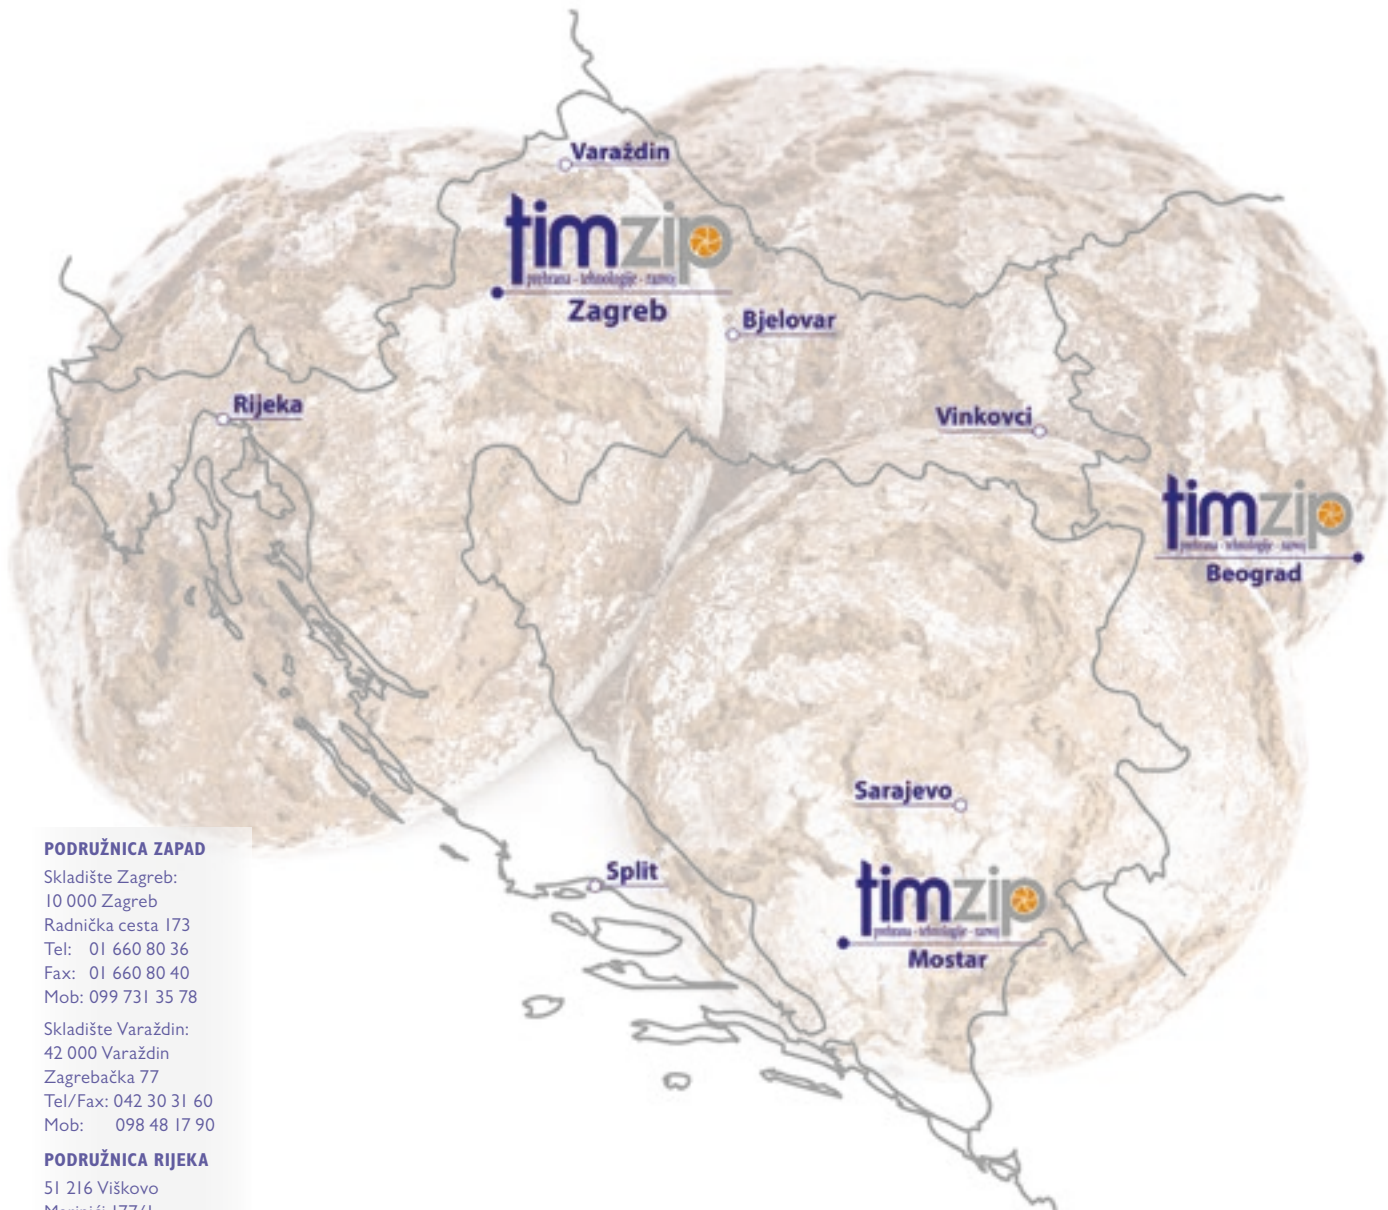 Varaždin
timzip
prehrana - tehnologije - razvoj
Zagreb
Bjelovar
Rijeka
Vinkovci
timzip
prehrana - tehnologije - razvoj
Beograd
Sarajevo
Split
timzip
prehrana - tehnologije - razvoj
Mostar
PODRUŽNICA ZAPAD
Skladište Zagreb:
10 000 Zagreb
Radnička cesta 173
Tel: 01 660 80 36
Fax: 01 660 80 40
Mob: 099 731 35 78
Skladište Varaždin:
42 000 Varaždin
Zagrebačka 77
Tel/Fax: 042 30 31 60
Mob: 098 48 17 90
PODRUŽNICA RIJEKA
51 216 Viškovo